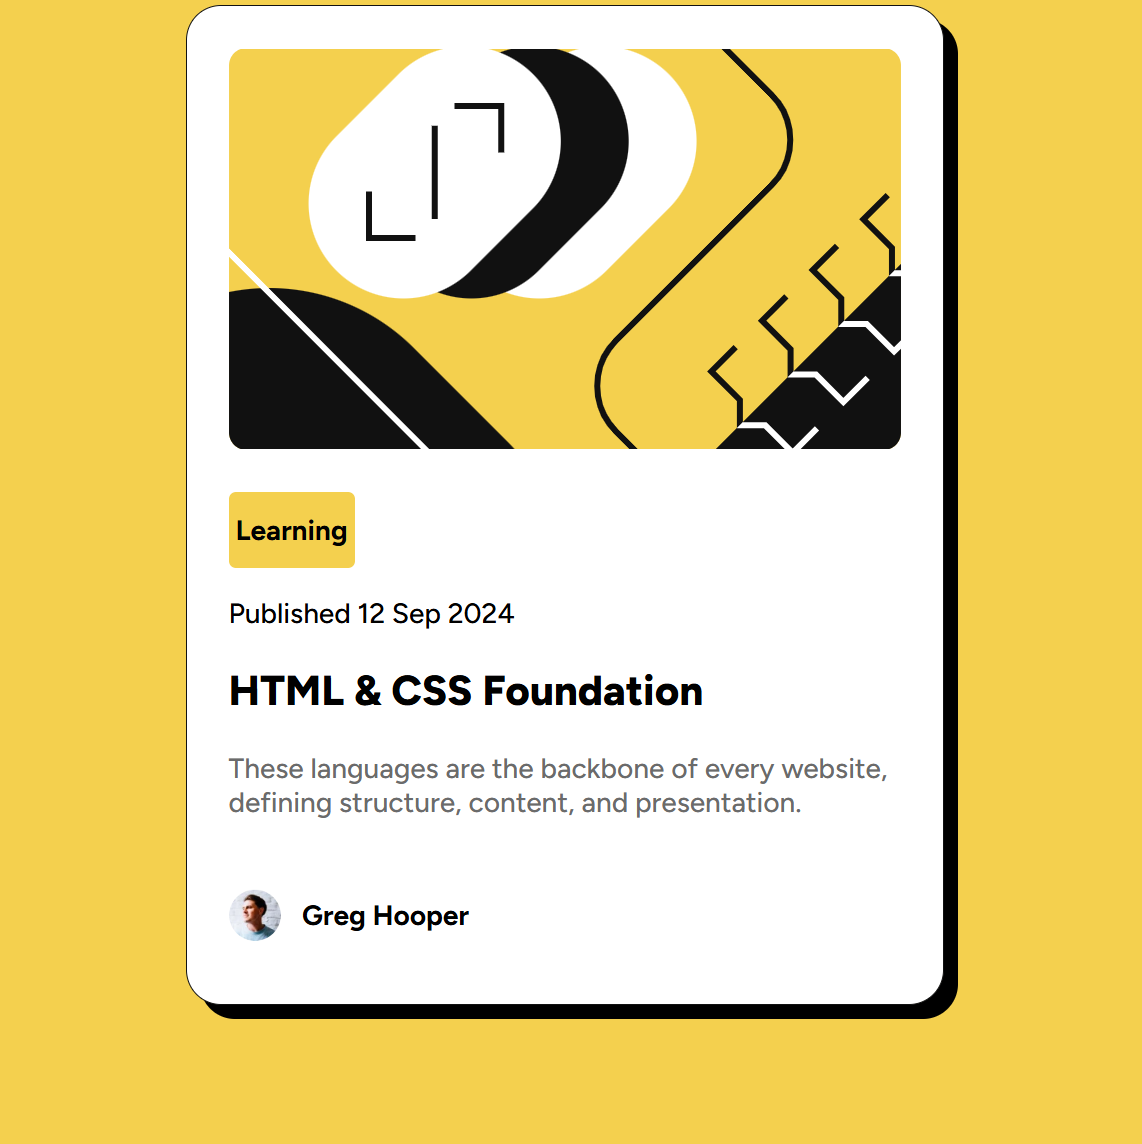 Learning
Published 12 Sep 2024
HTML & CSS Foundation
These languages are the backbone of every website,
defining structure, content, and presentation.
Greg Hooper